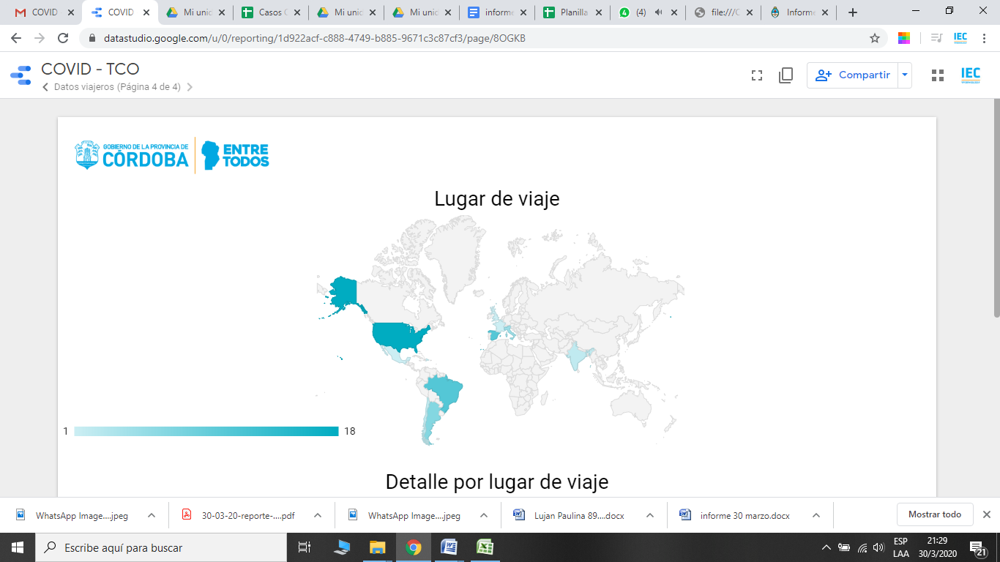 COVID
COVID
Mi unic
Casos C
Mi unic
Mi unic
informe
Planilla
4
(4)
file:///C
Informe
datastudio.google.com/u/0/reporting/1d922acf-c888-4749-b885-9671c3c87cf3/page/8OGKB
IEC
COVID - TCO
Datos viajeros (Página 4 de 4)
Compartir
IEC
GOBIERNO DE LA PROVINCIA DE
CÓRDOBA
ENTRE
TODOS
Lugar de viaje
1
18
Detalle por lugar de viaje
WhatsApp Image....jpeg
30-03-20-reporte-....pdf
WhatsApp Image....jpeg
Lujan Paulina 89....docx
informe 30 marzo.docx
Mostrar todo
Escribe aquí para buscar
ESP
LAA
21:29
30/3/2020
21